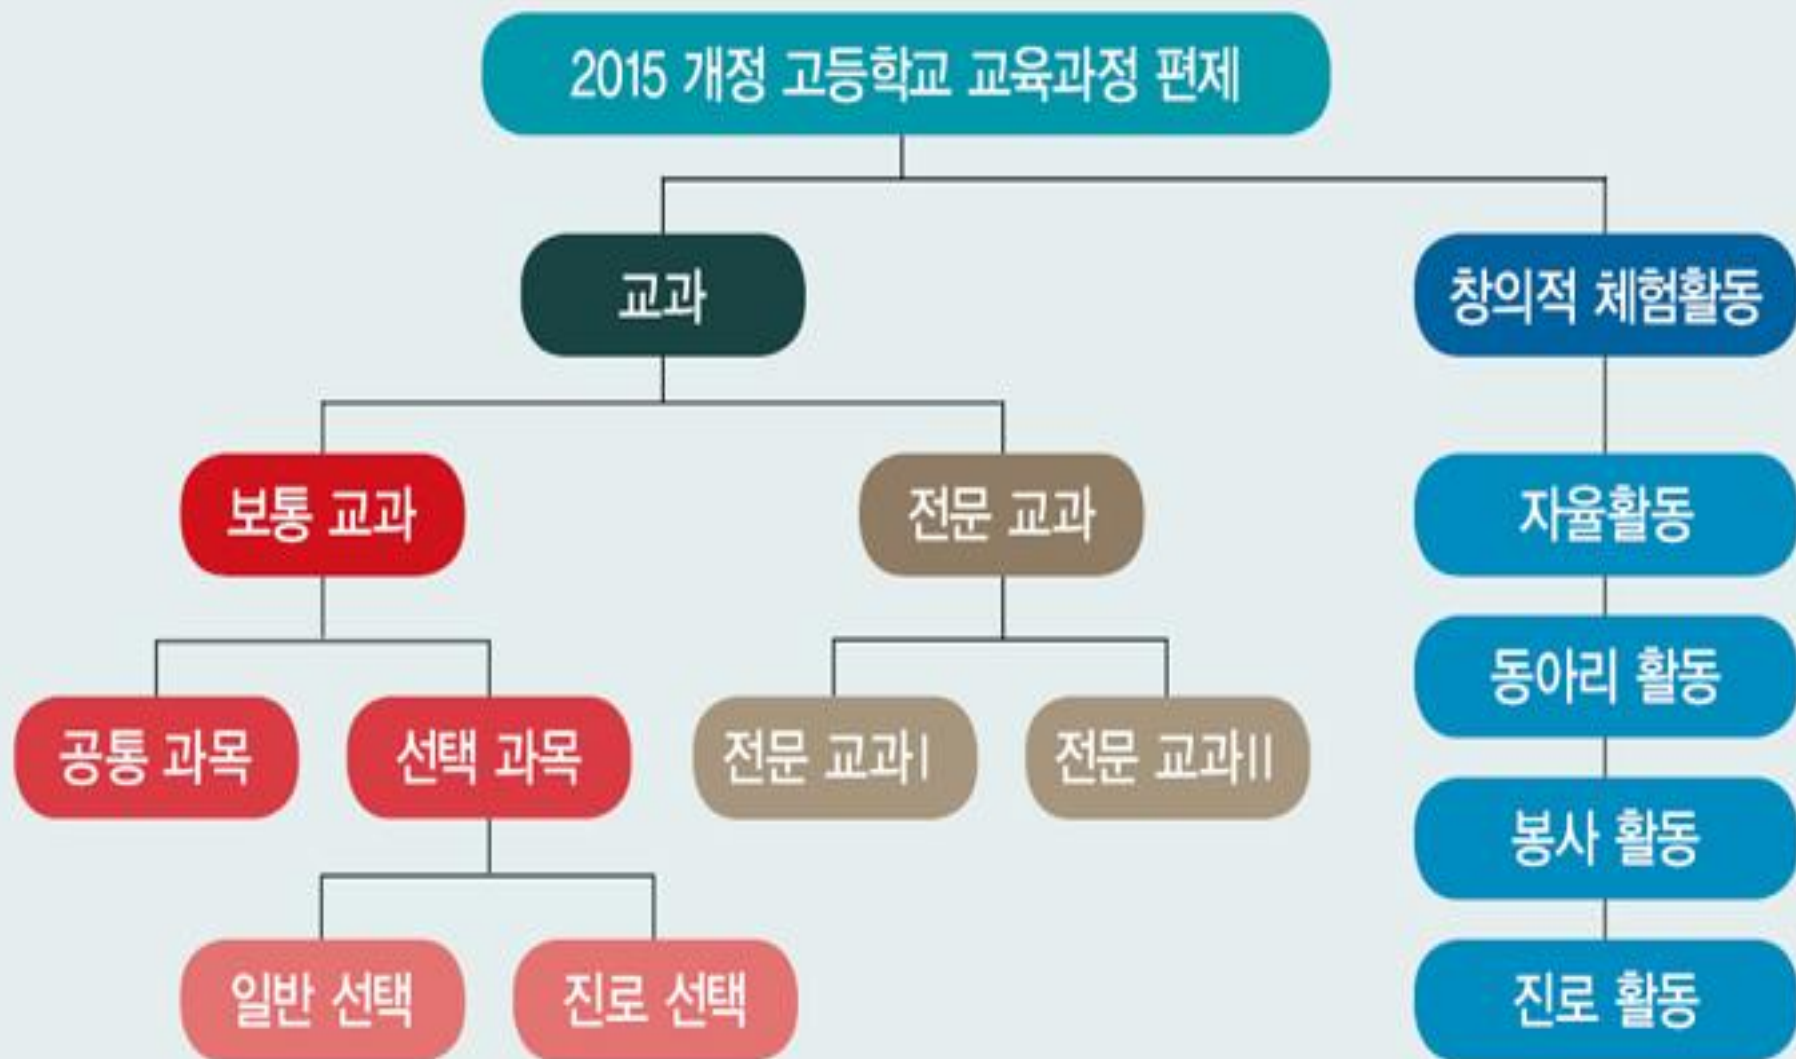 2015 개정 고등학교 교육과정 편제
교과
창의적 체험활동
보통 교과
전문 교과
자율활동
동아리 활동
공통 과목
선택 과목
전문 교과I
전문 교과II
봉사 활동
일반 선택
진로 선택
진로 활동